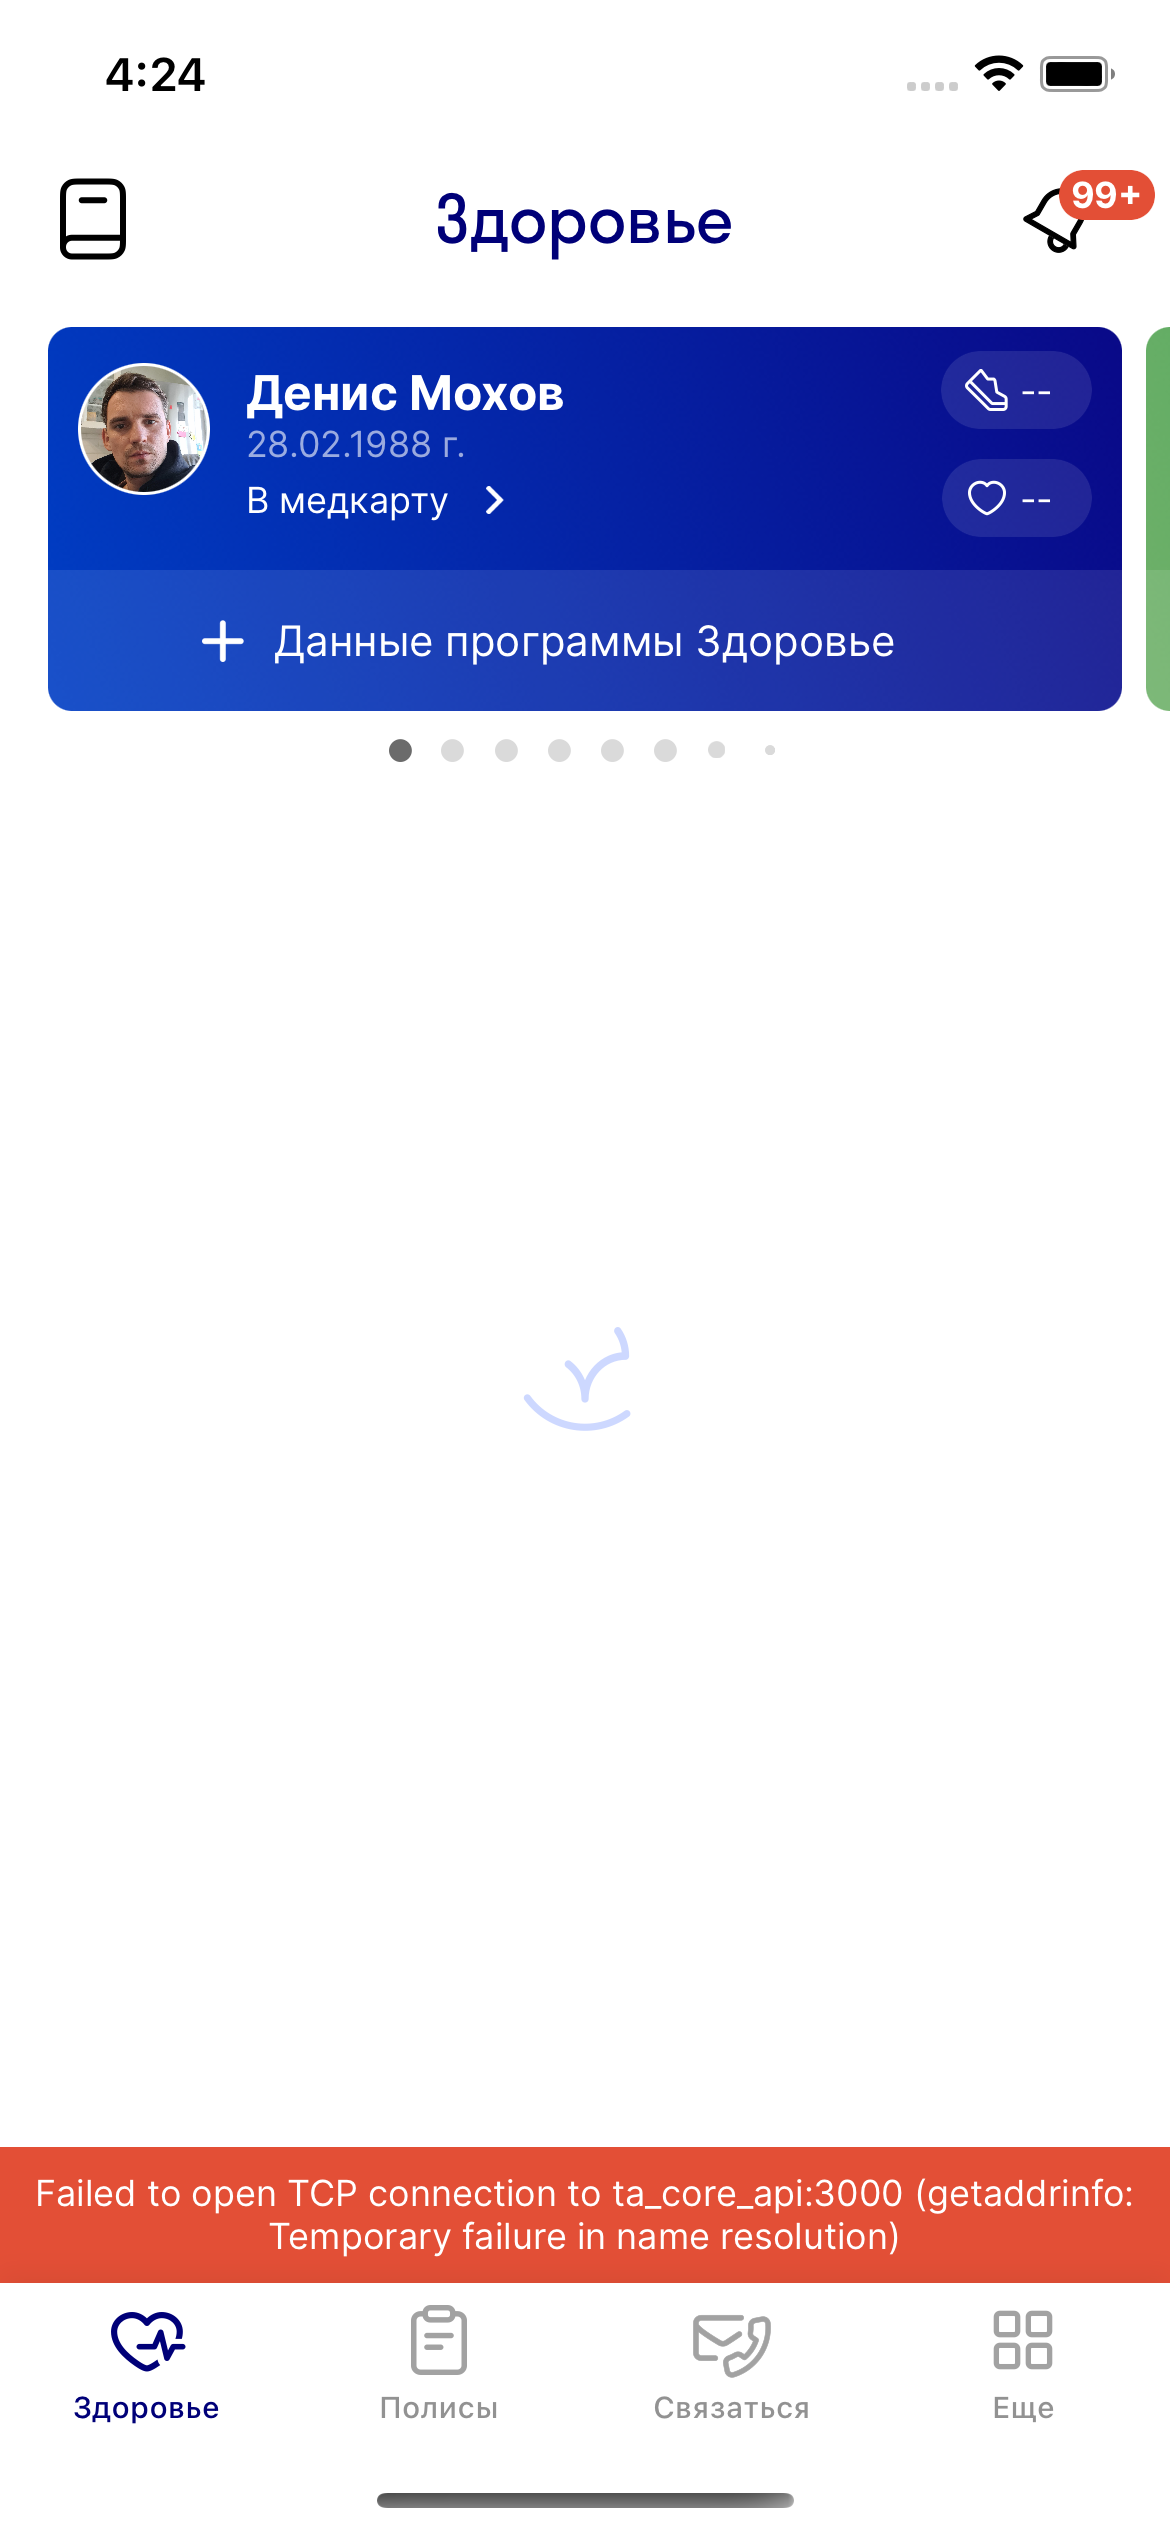 4:24
Здоровье
99+
Денис Мохов
28.02.1988 г.
В медкарту
--
--
Данные программы Здоровье
Failed to open TCP connection to ta_core_api:3000 (getaddrinfo:
Temporary failure in name resolution)
Здоровье
Полисы
Связаться
Еще